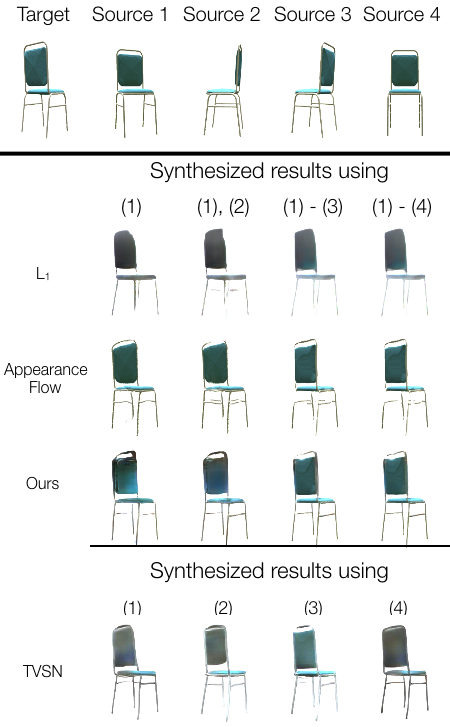 Target Source 1 Source 2 Source 3 Source 4
Synthesized results using
(1) (1), (2) (1) - (3) (1) - (4)
L₁
Appearance
Flow
Ours
Synthesized results using
(1) (2) (3) (4)
TVSN